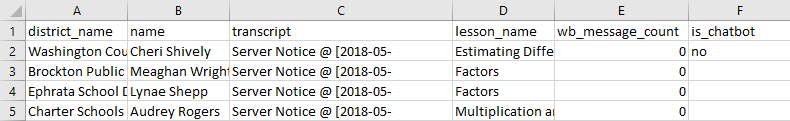 A B C D E F
1 district_name name transcript lesson_name wb_message_count is_chatbot
2 Washington Cou Cheri Shively Server Notice @ [2018-05- Estimating Diffe 0 no
3 Brockton Public Meaghan Wright Server Notice @ [2018-05- Factors 0
4 Ephrata School D Lynae Shepp Server Notice @ [2018-05- Factors 0
5 Charter Schools Audrey Rogers Server Notice @ [2018-05- Multiplication a 0